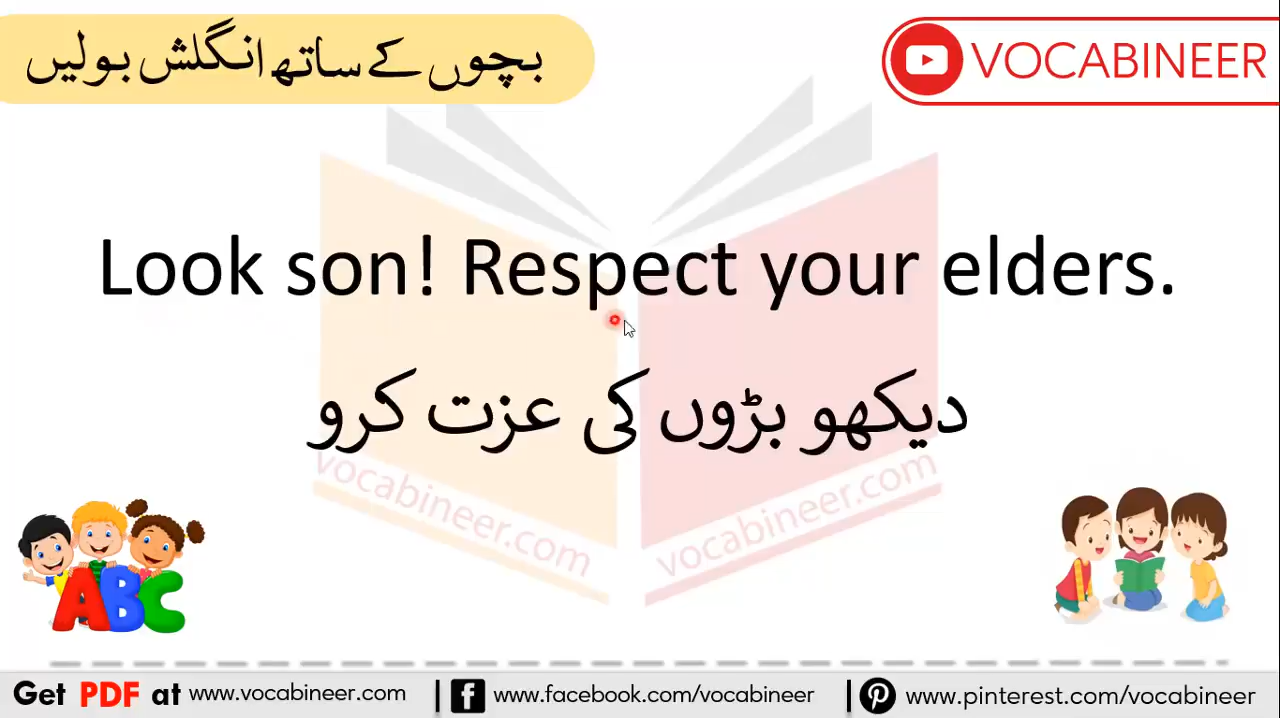 بچوں کے ساتھ انگلش بولیں
VOCABINEER
Look son! Respect your elders.
دیکھو بڑوں کی عزت کرو
vocabineer.com
vocabineer.com
ABC
Get PDF at www.vocabineer.com
www.facebook.com/vocabineer
www.pinterest.com/vocabineer